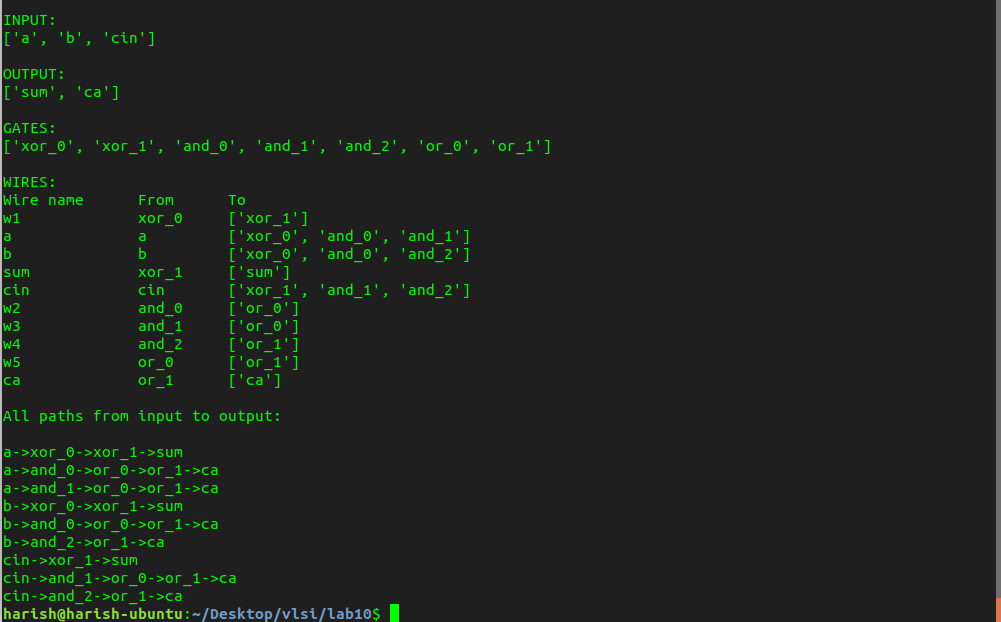 INPUT:
['a', 'b', 'cin']
OUTPUT:
['sum', 'ca']
GATES:
['xor_0', 'xor_1', 'and_0', 'and_1', 'and_2', 'or_0', 'or_1']
WIRES:
Wire name From To
w1 xor_0 ['xor_1']
a a ['xor_0', 'and_0', 'and_1']
b b ['xor_0', 'and_0', 'and_2']
sum xor_1 ['sum']
cin cin ['xor_1', 'and_1', 'and_2']
w2 and_0 ['or_0']
w3 and_1 ['or_0']
w4 and_2 ['or_1']
w5 or_0 ['or_1']
ca or_1 ['ca']
All paths from input to output:
a->xor_0->xor_1->sum
a->and_0->or_0->or_1->ca
a->and_1->or_0->or_1->ca
b->xor_0->xor_1->sum
b->and_0->or_0->or_1->ca
b->and_2->or_1->ca
cin->xor_1->sum
cin->and_1->or_0->or_1->ca
cin->and_2->or_1->ca
harish@harish-ubuntu:~/Desktop/vlsi/lab10$